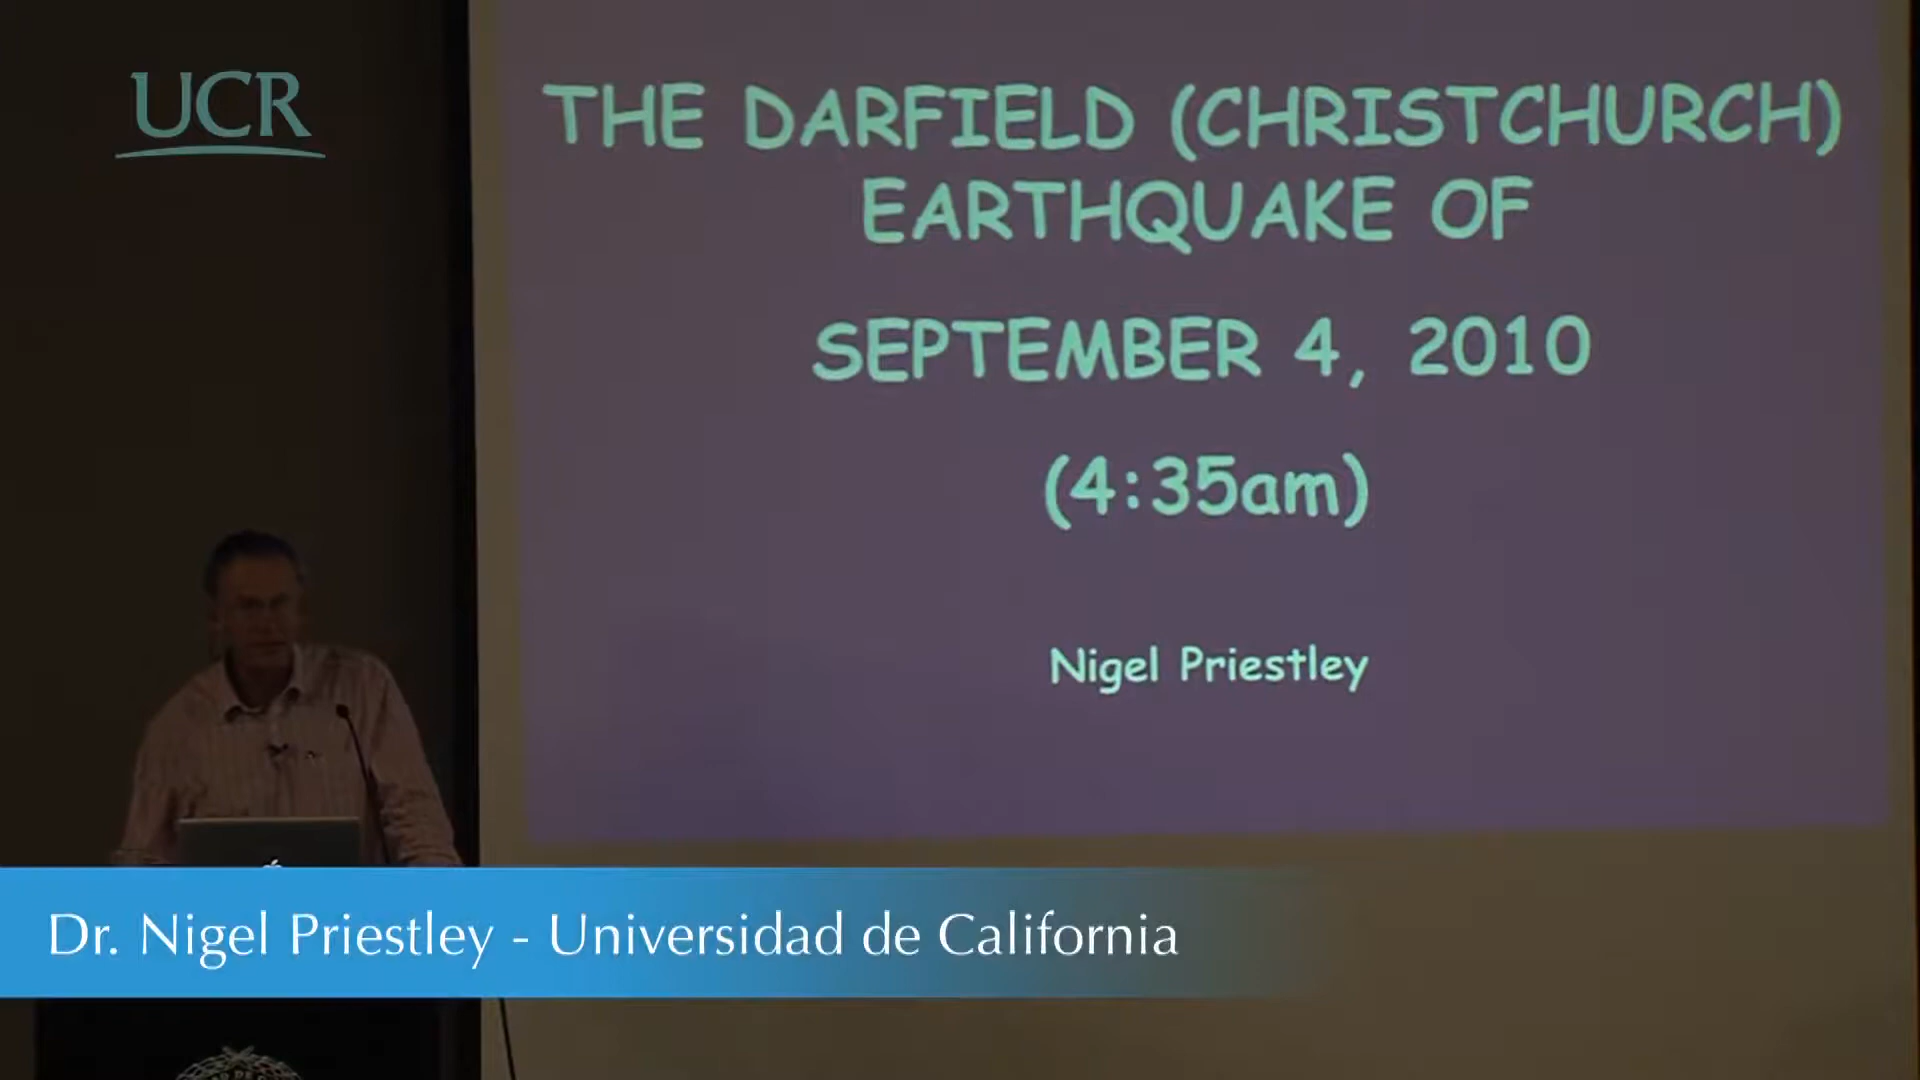 UCR
THE DARFIELD (CHRISTCHURCH)
EARTHQUAKE OF
SEPTEMBER 4, 2010
(4:35am)
Nigel Priestley
Dr. Nigel Priestley - Universidad de California